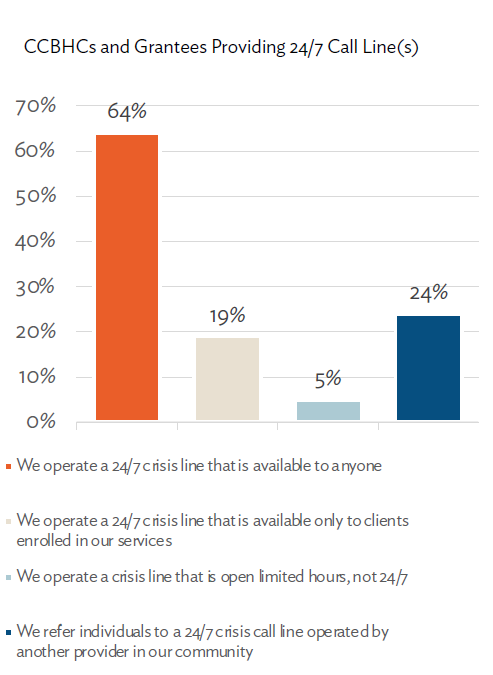 CCBHCs and Grantees Providing 24/7 Call Line(s)
70%
60%
50%
40%
30%
20%
10%
0%
64%
19%
5%
24%
We operate a 24/7 crisis line that is available to anyone
We operate a 24/7 crisis line that is available only to clients
enrolled in our services
We operate a crisis line that is open limited hours, not 24/7
We refer individuals to a 24/7 crisis call line operated by
another provider in our community